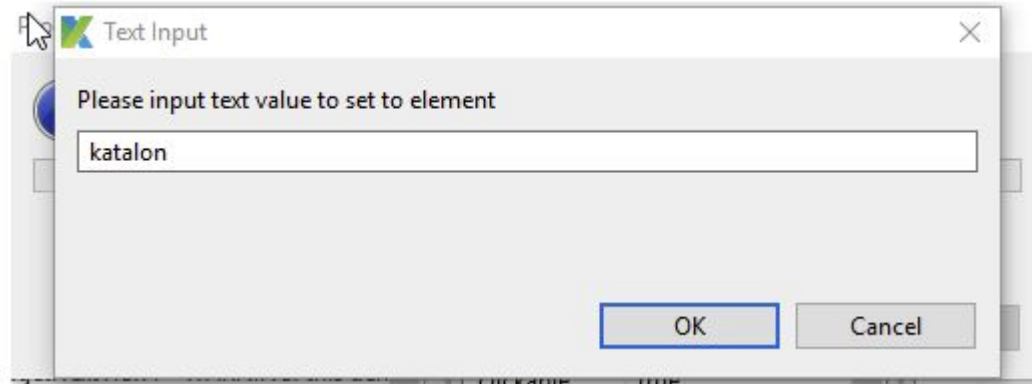 Text Input
Please input text value to set to element
katalon
OK Cancel